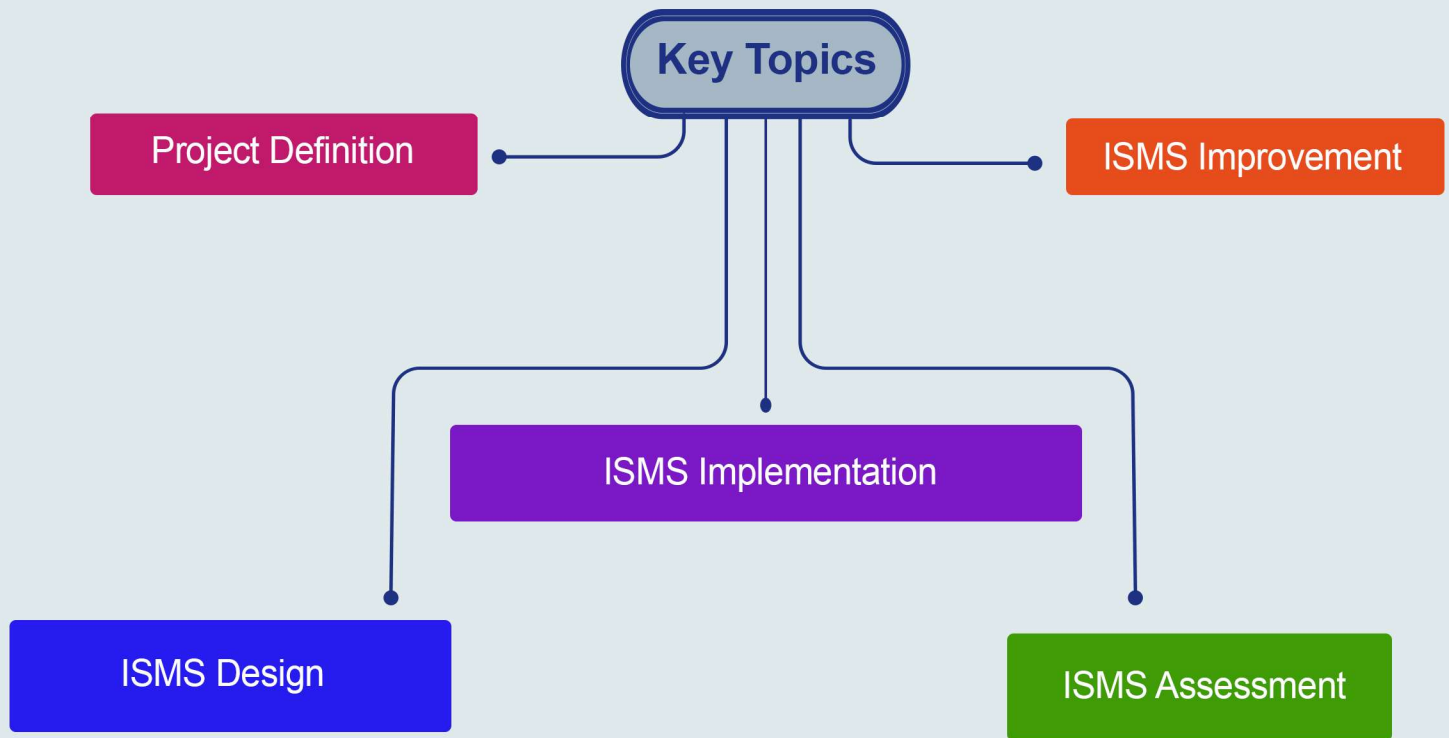 Key Topics
Project Definition
ISMS Improvement
ISMS Implementation
ISMS Design
ISMS Assessment